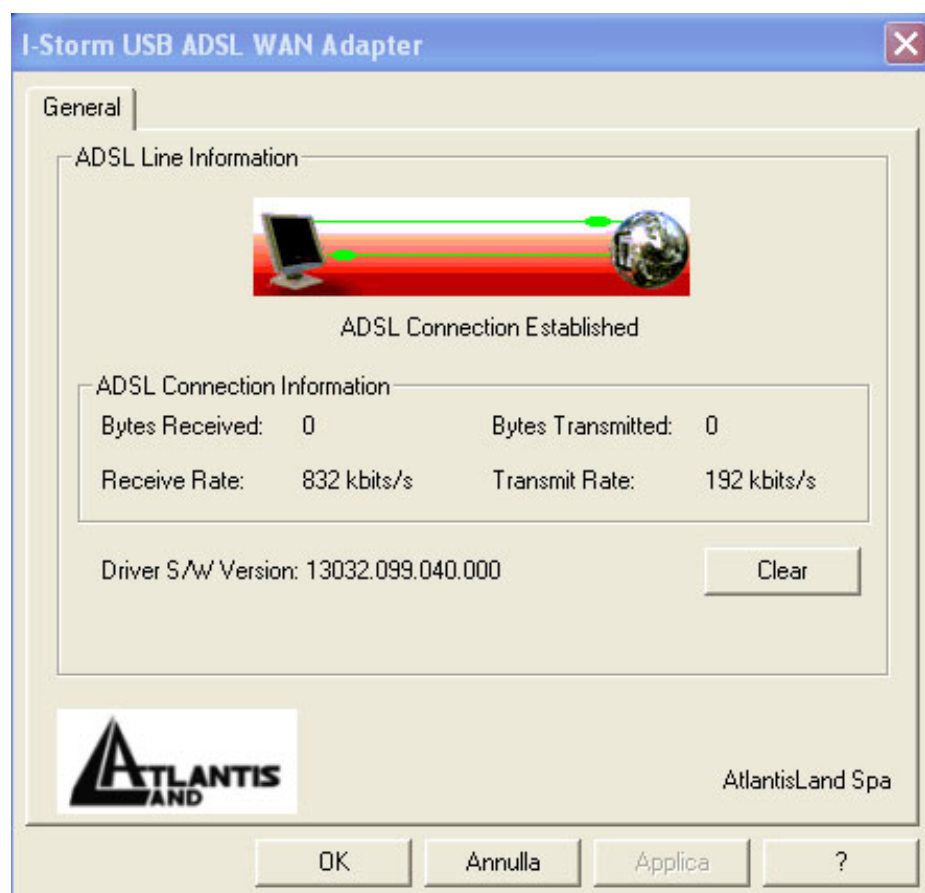 I-Storm USB ADSL WAN Adapter
General
ADSL Line Information
ADSL Connection Established
ADSL Connection Information
Bytes Received: 0 Bytes Transmitted: 0
Receive Rate: 832 kbits/s Transmit Rate: 192 kbits/s
Driver S/W Version: 13032.099.040.000 Clear
ATLANTIS
LAND
AtlantisLand Spa
OK Annulla Applica ?